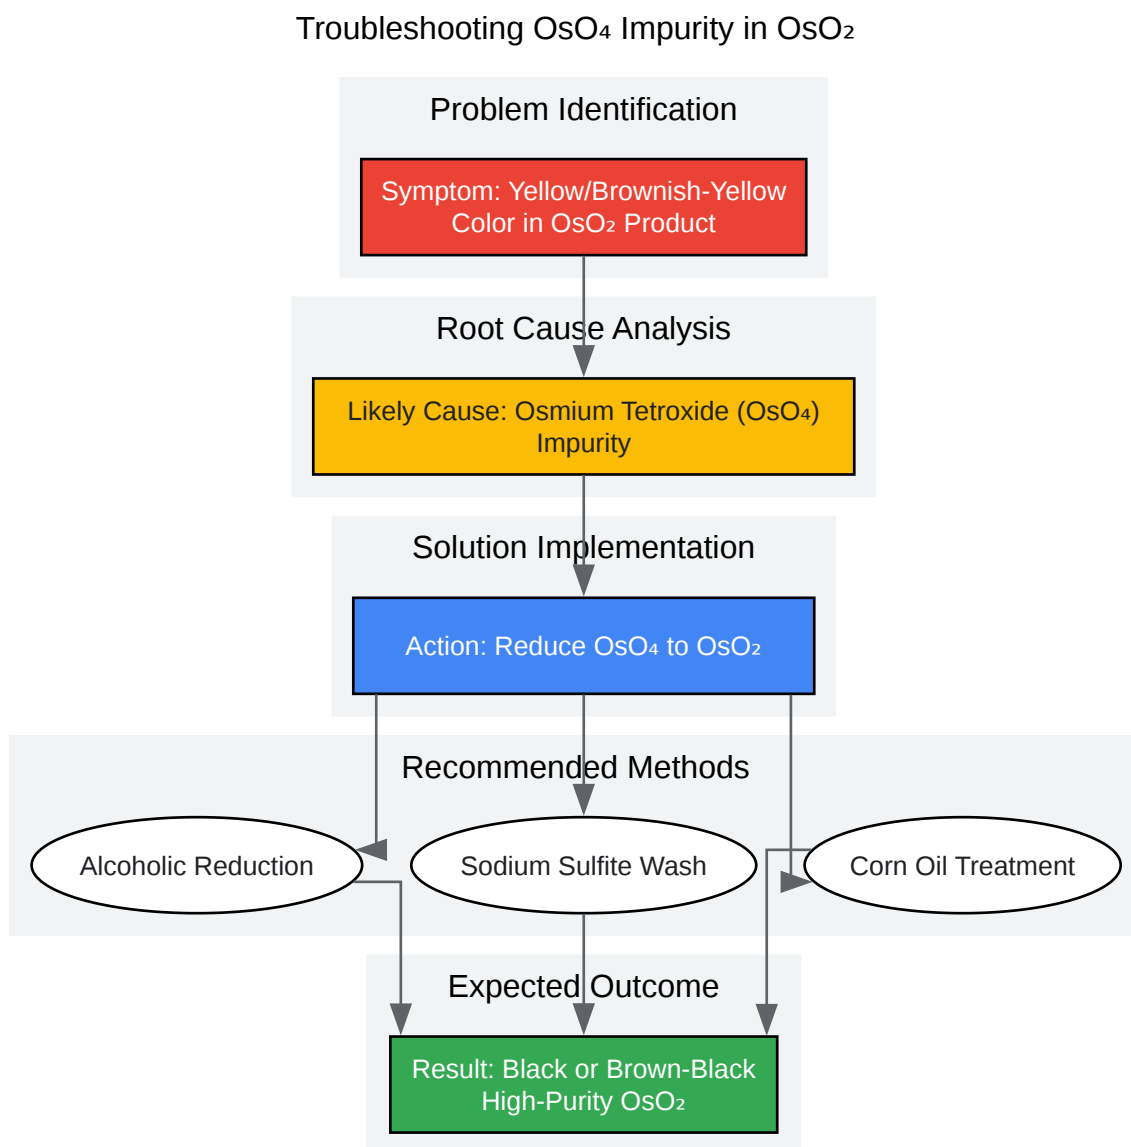 Troubleshooting OsO₄ Impurity in OsO₂
Problem Identification
Symptom: Yellow/Brownish-Yellow
Color in OsO₂ Product
Root Cause Analysis
Likely Cause: Osmium Tetroxide (OsO₄)
Impurity
Solution Implementation
Action: Reduce OsO₄ to OsO₂
Recommended Methods
Alcoholic Reduction
Sodium Sulfite Wash
Corn Oil Treatment
Expected Outcome
Result: Black or Brown-Black
High-Purity OsO₂